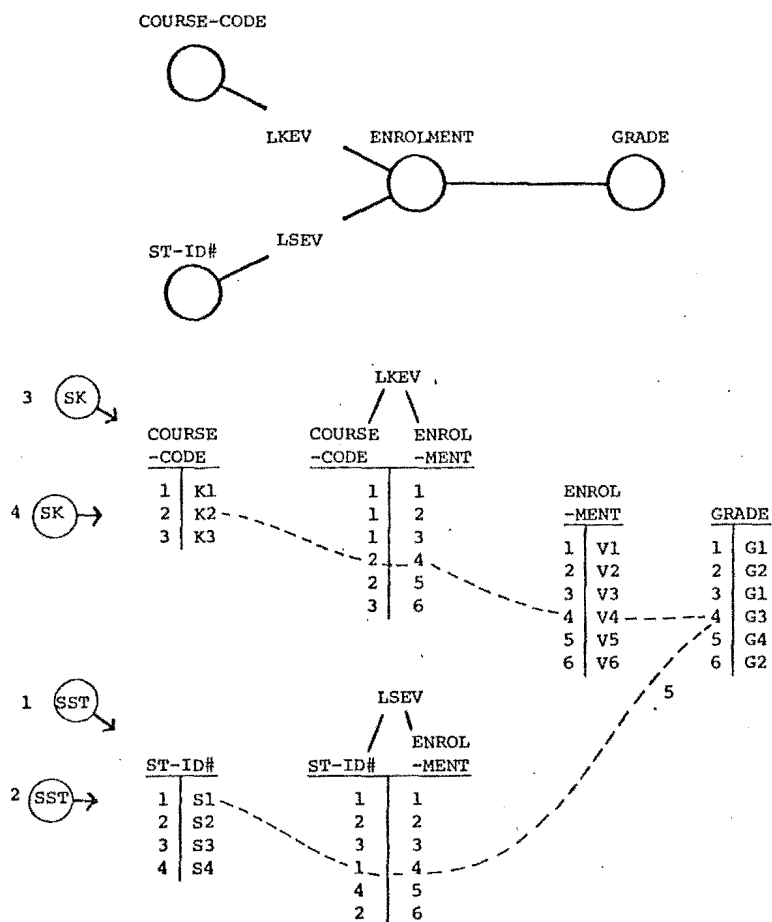 COURSE-CODE
LKEV ENROLMENT GRADE
ST-ID# LSEV
3 SK
LKEV
COURSE COURSE ENROL
-CODE -CODE -MENT
1 K1 1 1
4 SK 2 K2 1 2
3 K3 1 3
2 4
2 5
3 6
ENROL
-MENT GRADE
1 V1 1 G1
2 V2 2 G2
3 V3 3 G1
4 V4 4 G3
5 V5 5 G4
6 V6 6 G2
5
1 SST
LSEV
ENROL
ST-ID# ST-ID# -MENT
2 SST 1 S1 1 1
2 S2 2 2
3 S3 3 3
4 S4 1 4
4 5
2 6